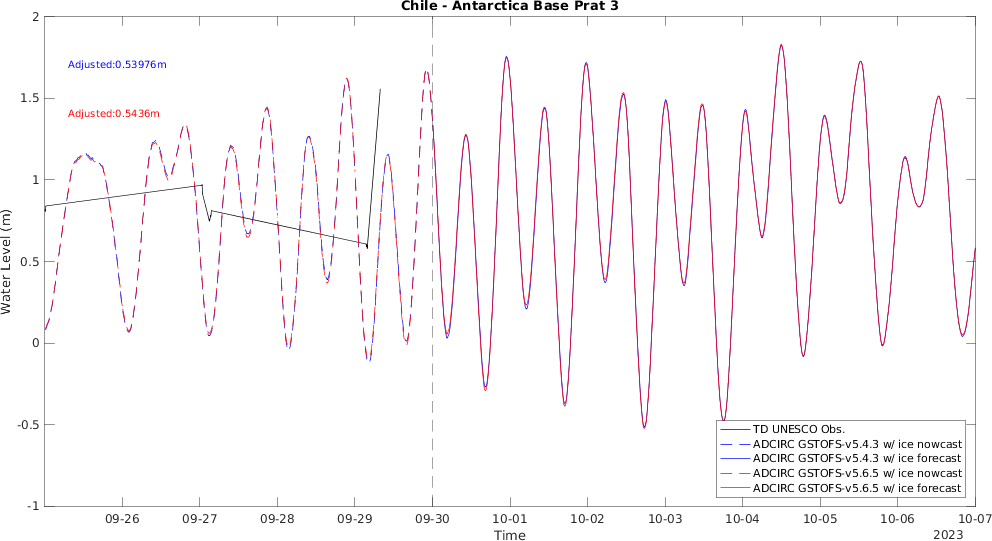 Chile - Antarctica Base Prat 3
Adjusted:0.53976m
Adjusted:0.5436m
Water Level (m)
2
1.5
1
0.5
0
-0.5
-1
TD UNESCO Obs.
ADCIRC GSTOFS-v5.4.3 w/ ice nowcast
ADCIRC GSTOFS-v5.4.3 w/ ice forecast
ADCIRC GSTOFS-v5.6.5 w/ ice nowcast
ADCIRC GSTOFS-v5.6.5 w/ ice forecast
09-26 09-27 09-28 09-29 09-30 10-01 10-02 10-03 10-04 10-05 10-06 10-07
Time
2023